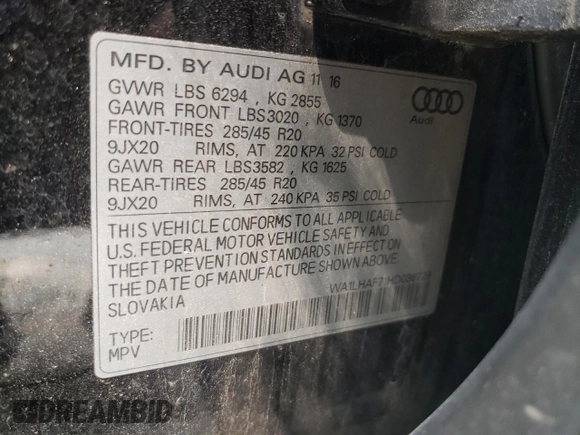 MFD. BY AUDI AG 11 16
GVWR LBS 6294 , KG 2855
GAWR FRONT LBS3020 , KG 1370
FRONT-TIRES 285/45 R20
9JX20 RIMS, AT 220 KPA 32 PSI COLD
GAWR REAR LBS3582 , KG 1625
REAR-TIRES 285/45 R20
9JX20 RIMS, AT 240 KPA 35 PSI COLD
THIS VEHICLE CONFORMS TO ALL APPLICABLE
U.S. FEDERAL MOTOR VEHICLE SAFETY AND
THEFT PREVENTION STANDARDS IN EFFECT ON
THE DATE OF MANUFACTURE SHOWN ABOVE.
SLOVAKIA
TYPE:
MPV
Audi
DREAMBID